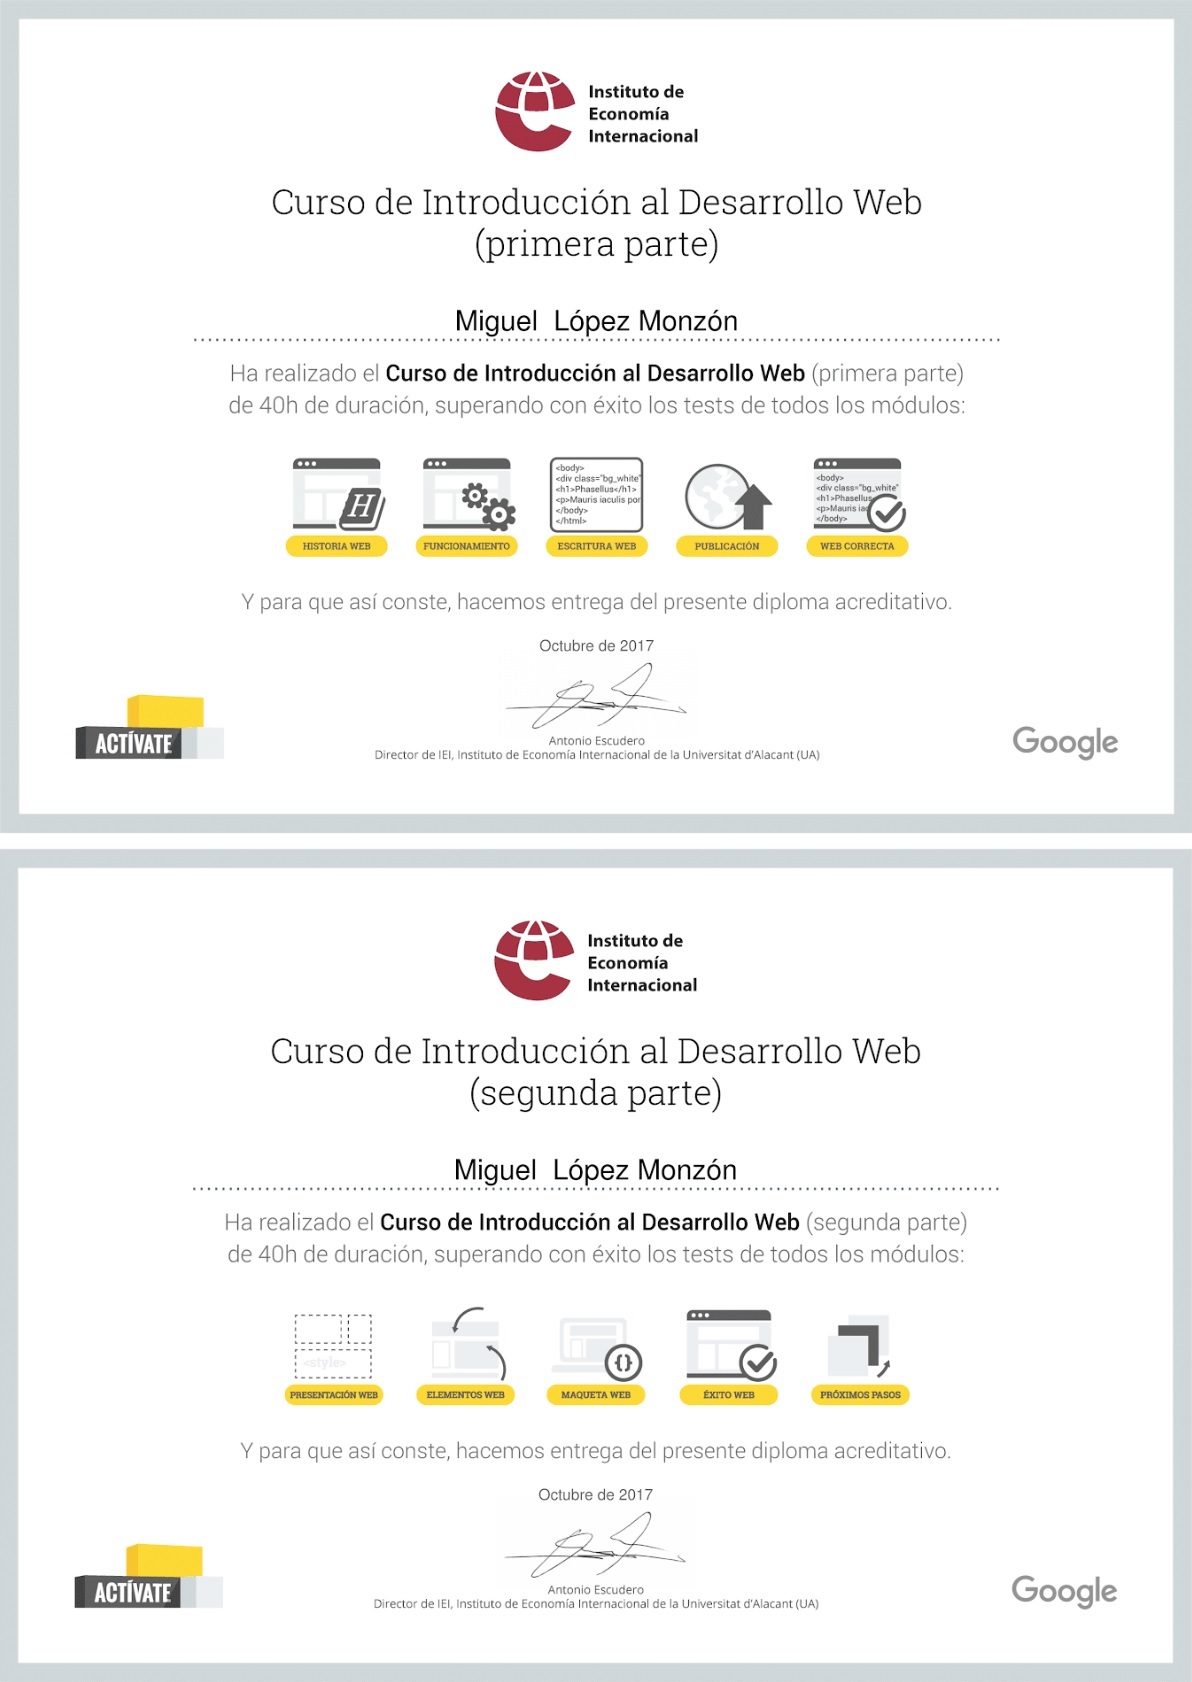 Instituto de
Economía
Internacional
Curso de Introducción al Desarrollo Web
(primera parte)
Miguel  López Monzón
Ha realizado el Curso de Introducción al Desarrollo Web (primera parte)
de 40h de duración, superando con éxito los tests de todos los módulos:
H
<body>
<div class="bg_white"
<h1>Phasellus</h1>
<p>Mauris iaculis por
</body>
</html>
<body>
<div class="bg_white"
<h1>Phasellus
<p>Mauris iac
</body>
HISTORIA WEB
FUNCIONAMIENTO
ESCRITURA WEB
PUBLICACIÓN
WEB CORRECTA
Y para que así conste, hacemos entrega del presente diploma acreditativo.
Octubre de 2017
Antonio Escudero
Director de IEI, Instituto de Economía Internacional de la Universitat d'Alacant (UA)
ACTÍVATE
Google
Instituto de
Economía
Internacional
Curso de Introducción al Desarrollo Web
(segunda parte)
Miguel  López Monzón
Ha realizado el Curso de Introducción al Desarrollo Web (segunda parte)
de 40h de duración, superando con éxito los tests de todos los módulos:
<style>
{}
PRESENTACIÓN WEB
ELEMENTOS WEB
MAQUETA WEB
ÉXITO WEB
PRÓXIMOS PASOS
Y para que así conste, hacemos entrega del presente diploma acreditativo.
Octubre de 2017
Antonio Escudero
Director de IEI, Instituto de Economía Internacional de la Universitat d'Alacant (UA)
ACTÍVATE
Google